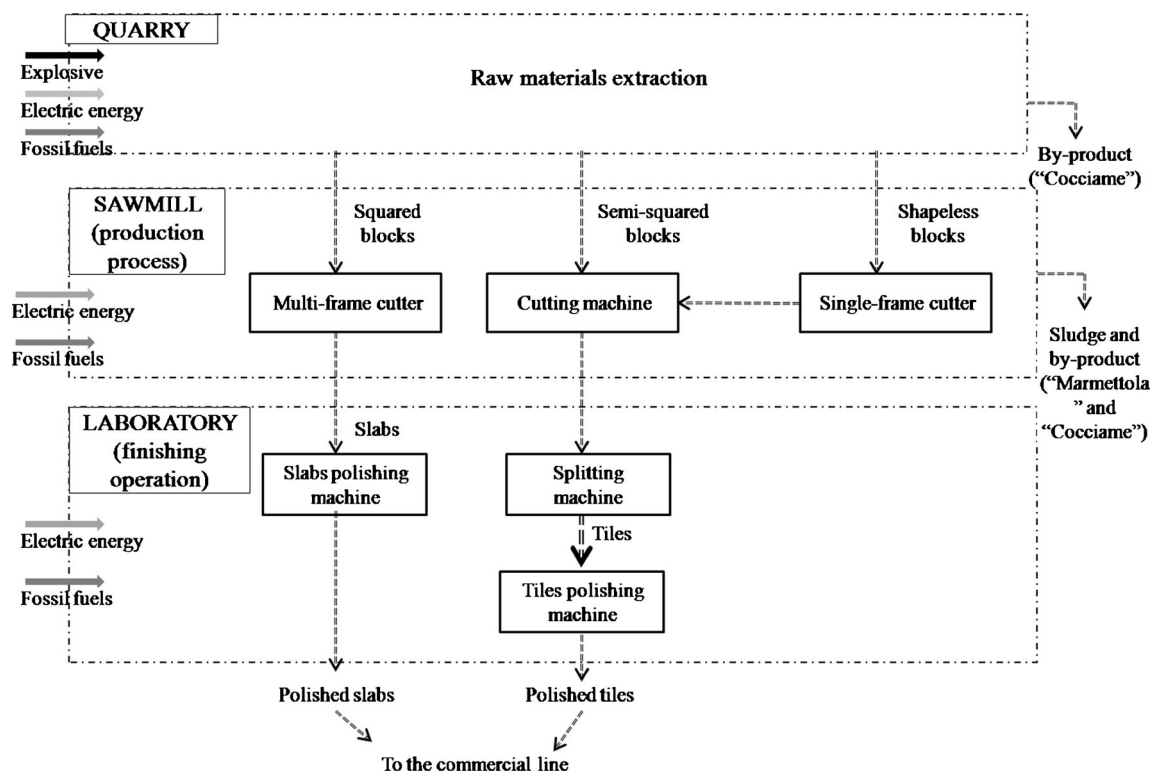 QUARRY
Explosive
Electric energy
Fossil fuels
Raw materials extraction
By-product
(“Cocciame”)
SAWMILL
(production
process)
Squared
blocks
Semi-squared
blocks
Shapeless
blocks
Electric energy
Fossil fuels
Multi-frame cutter
Cutting machine
Single-frame cutter
Sludge and
by-product
(“Marmettola
” and
“Cocciame”)
LABORATORY
(finishing
operation)
Slabs
Slabs polishing
machine
Splitting
machine
Electric energy
Fossil fuels
Tiles
Tiles polishing
machine
Polished slabs
Polished tiles
To the commercial line